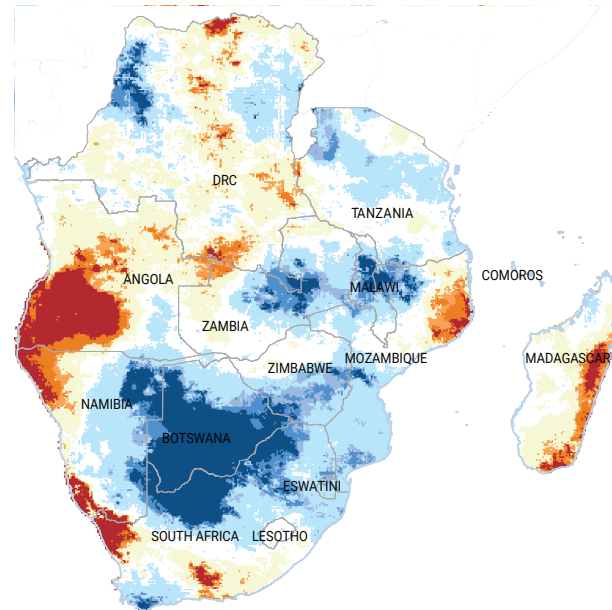 DRC
TANZANIA
COMOROS
ANGOLA
MALAWI
ZAMBIA
MOZAMBIQUE
MADAGASCAR
ZIMBABWE
NAMIBIA
BOTSWANA
ESWATINI
SOUTH AFRICA
LESOTHO